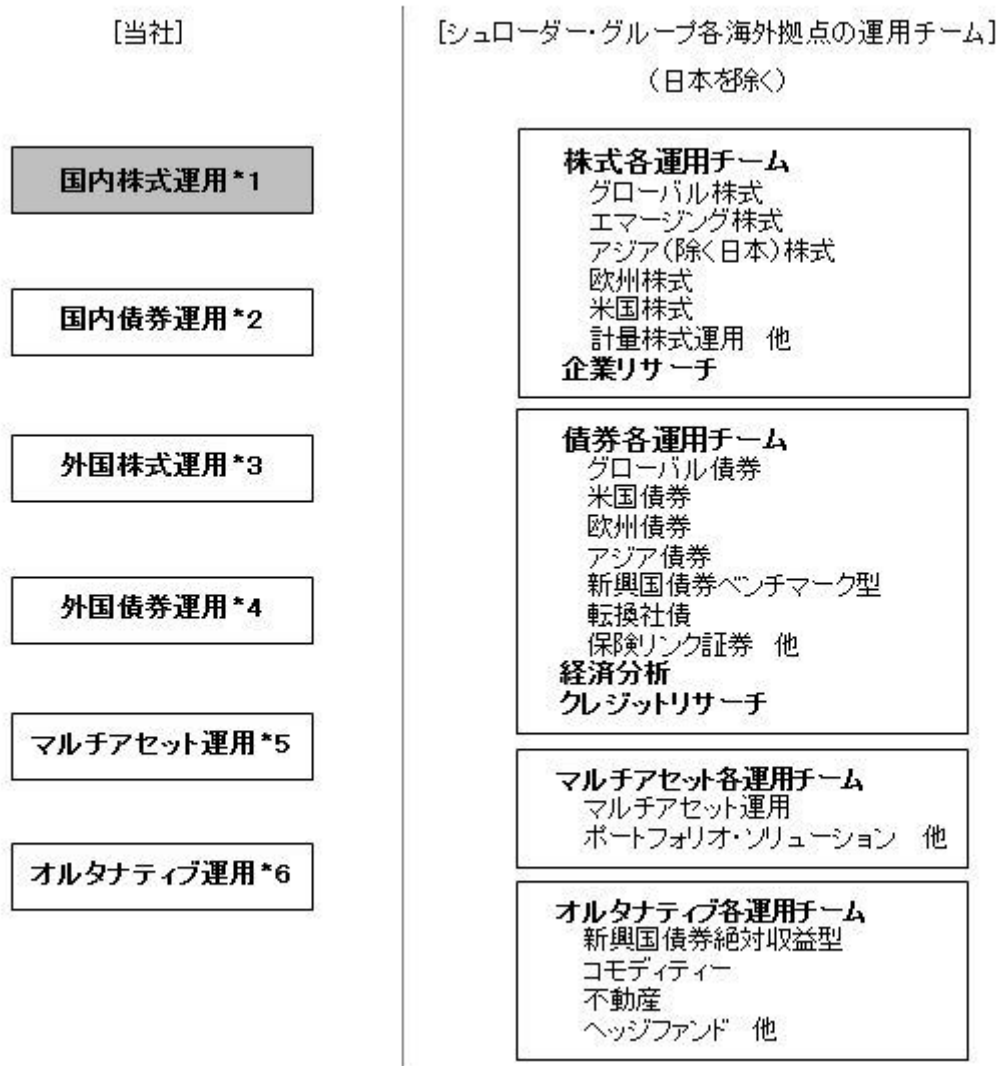 [当社]
国内株式運用*1
国内債券運用*2
外国株式運用*3
外国債券運用*4
マルチアセット運用*5
オルタナティブ運用*6
[シュローダー・グループ各海外拠点の運用チーム]
(日本を除く)
株式各運用チーム
グローバル株式
エマージング株式
アジア(除く日本)株式
欧州株式
米国株式
計量株式運用 他
企業リサーチ
債券各運用チーム
グローバル債券
米国債券
欧州債券
アジア債券
新興国債券ベンチマーク型
転換社債
保険リンク証券 他
経済分析
クレジットリサーチ
マルチアセット各運用チーム
マルチアセット運用
ポートフォリオ・ソリューション 他
オルタナティブ各運用チーム
新興国債券絶対収益型
コモディティー
不動産
ヘッジファンド 他